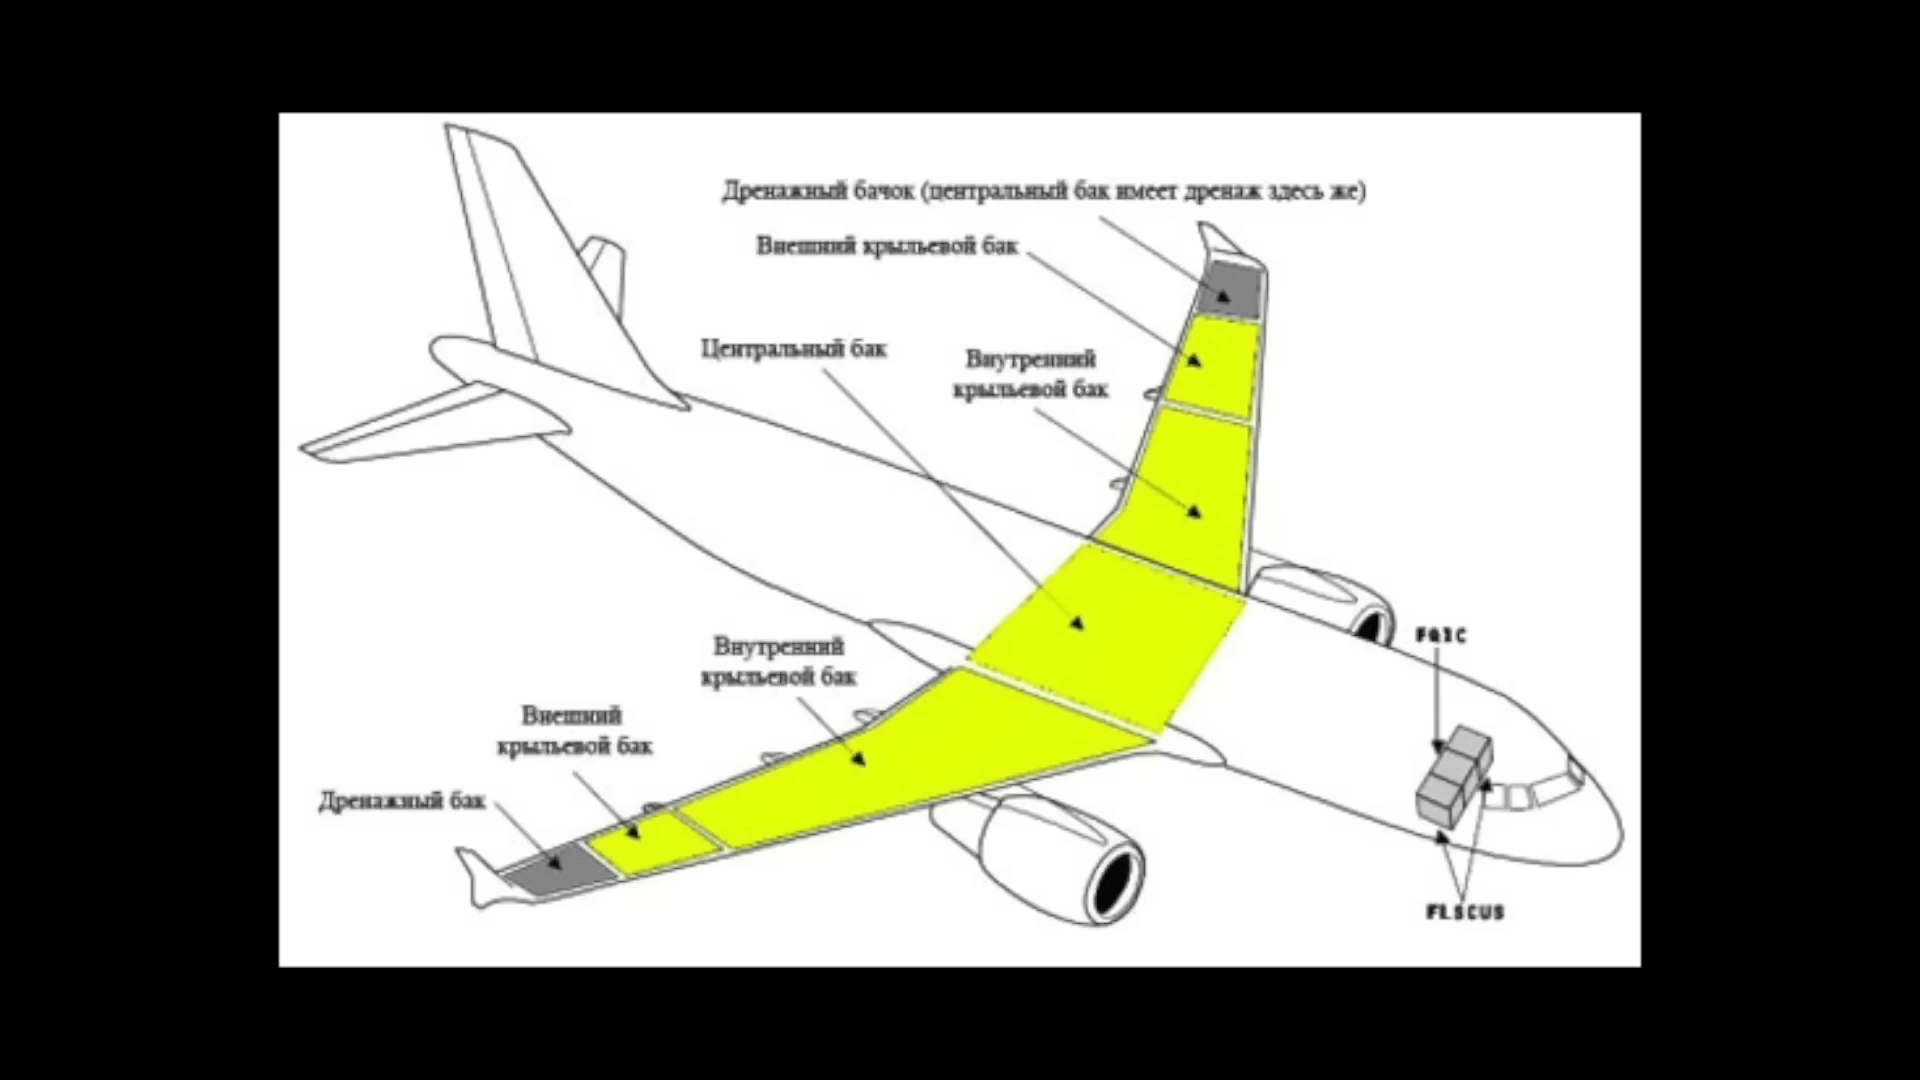 Дренажный бачок (центральный бак имеет дренаж здесь же)
Внешний крыльевой бак
Центральный бак
Внутренний
крыльевой бак
Внутренний
крыльевой бак
Внешний
крыльевой бак
Дренажный бак
FQIC
FLSCUS